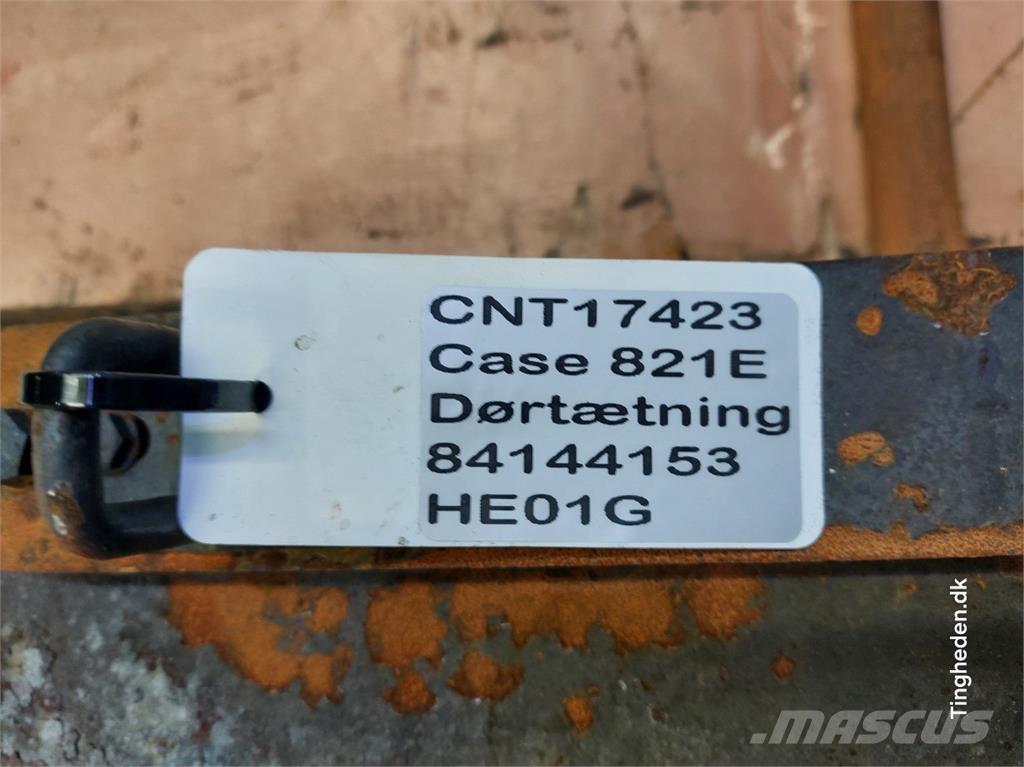 CNT17423
Case 821E
Dørtætning
84144153
HE01G
Tingheden.dk
MASCUS